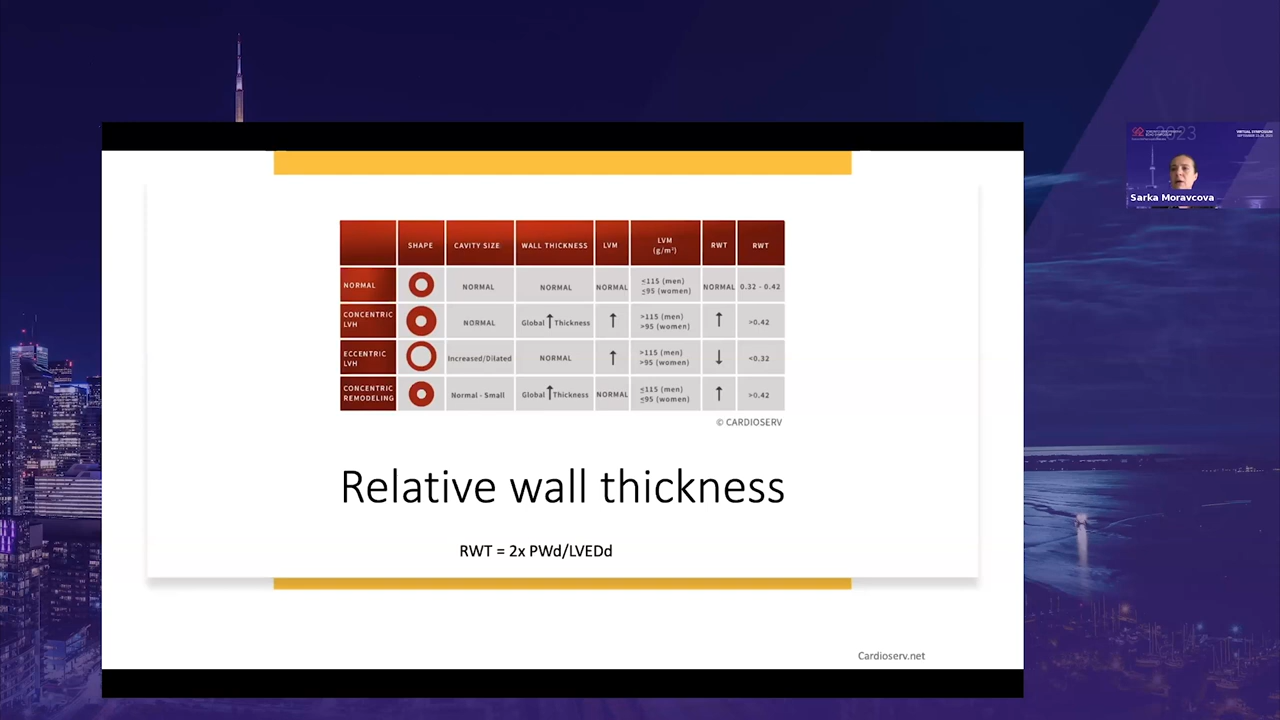 SHAPE CAVITY SIZE WALL THICKNESS LVM LVM (g/m²) RWT RWT
NORMAL NORMAL NORMAL NORMAL ≤115 (men) ≤95 (women) NORMAL 0.32 - 0.42
CONCENTRIC LVH NORMAL Global ↑ Thickness ↑ >115 (men) >95 (women) ↑ >0.42
ECCENTRIC LVH Increased/Dilated NORMAL ↑ >115 (men) >95 (women) ↓ <0.32
CONCENTRIC REMODELING Normal - Small Global ↑ Thickness NORMAL ≤115 (men) ≤95 (women) ↑ >0.42
© CARDIOSERV
Relative wall thickness
RWT = 2x PWd/LVEDd
Cardioserv.net
2023
VIRTUAL SYMPOSIUM
Sarka Moravcova